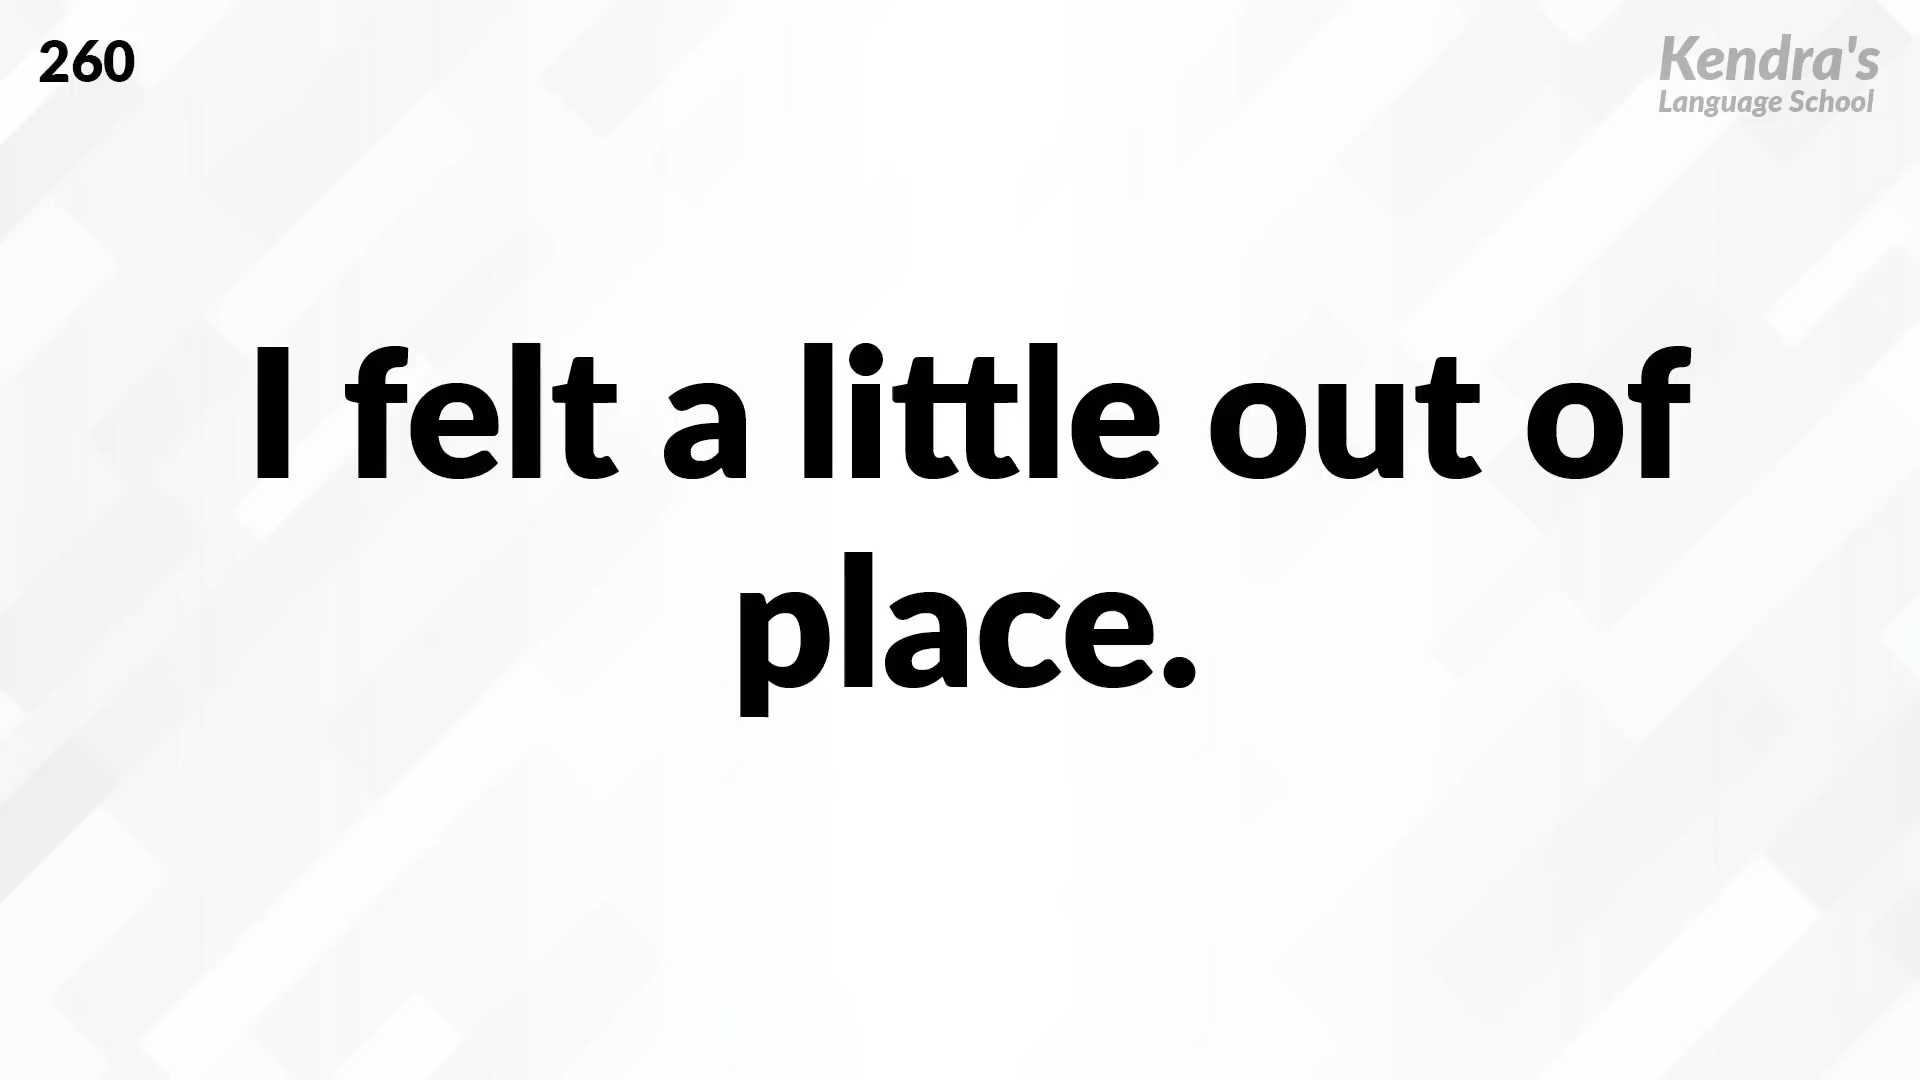 260
Kendra's
Language School
I felt a little out of
place.